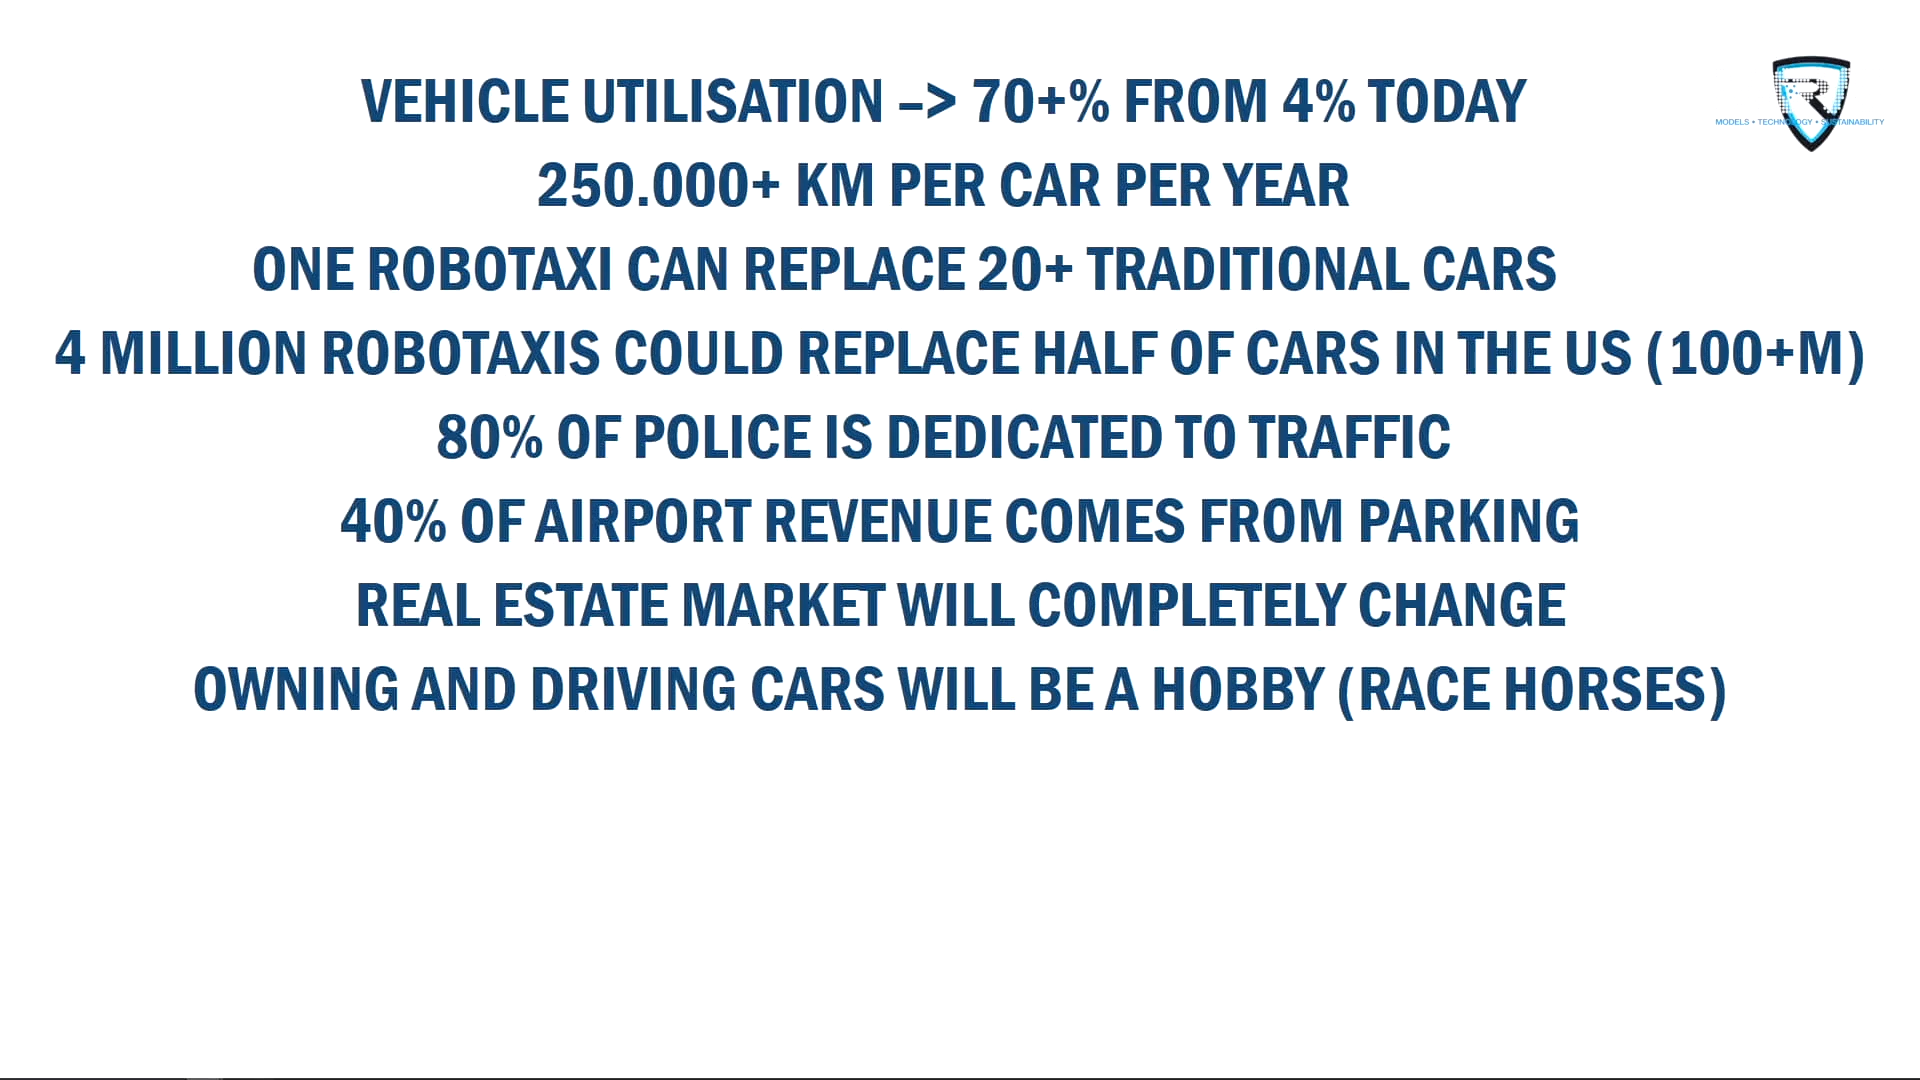 VEHICLE UTILISATION –> 70+% FROM 4% TODAY
MODELS • TECHNOLOGY • SUSTAINABILITY
250.000+ KM PER CAR PER YEAR
ONE ROBOTAXI CAN REPLACE 20+ TRADITIONAL CARS
4 MILLION ROBOTAXIS COULD REPLACE HALF OF CARS IN THE US (100+M)
80% OF POLICE IS DEDICATED TO TRAFFIC
40% OF AIRPORT REVENUE COMES FROM PARKING
REAL ESTATE MARKET WILL COMPLETELY CHANGE
OWNING AND DRIVING CARS WILL BE A HOBBY (RACE HORSES)